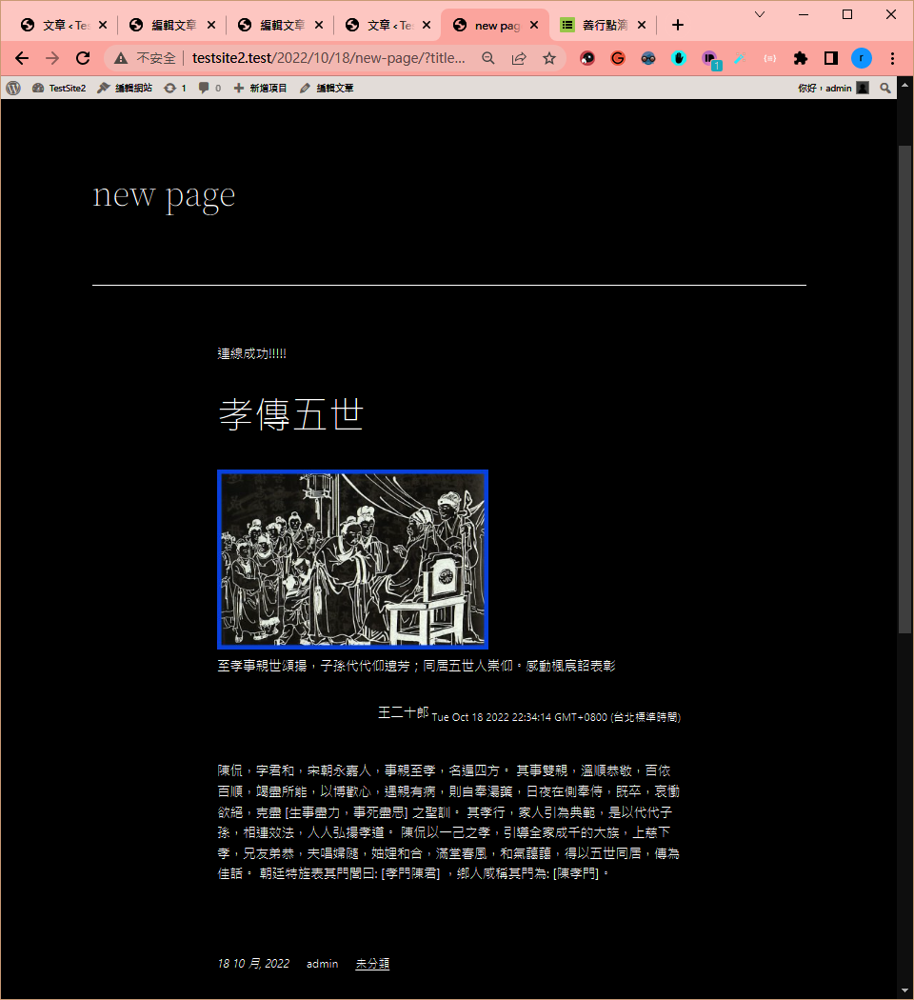 文章 ‹ Tes
編輯文章
編輯文章
文章 ‹ Tes
new pag
善行點滴
不安全 testsite2.test/2022/10/18/new-page/?title...
r
1
TestSite2 編輯網站 1 0 新增項目 編輯文章 你好，admin
new page
連線成功!!!!!
孝傳五世
至孝事親世頌揚，子孫代代仰遺芳；同居五世人崇仰。感動楓宸詔表彰
王二十郎 Tue Oct 18 2022 22:34:14 GMT+0800 (台北標準時間)
陳侃，字君和，宋朝永嘉人，事親至孝，名遍四方。 其事雙親，溫順恭敬，百依
百順，竭盡所能，以博歡心，遇親有病，則自奉湯藥，日夜在側奉侍，既卒，哀慟
欲絕，克盡 [生事盡力，事死盡思] 之聖訓。 其孝行，家人引為典範，是以代代子
孫，相連效法，人人弘揚孝道。 陳侃以一己之孝，引導全家成千的大族，上慈下
孝，兄友弟恭，夫唱婦隨，妯娌和合，滿堂春風，和氣藹藹，得以五世同居，傳為
佳話。 朝廷特旌表其門閭曰: [孝門陳君] ，鄉人咸稱其門為: [陳孝門]。
18 10 月, 2022 admin 未分類